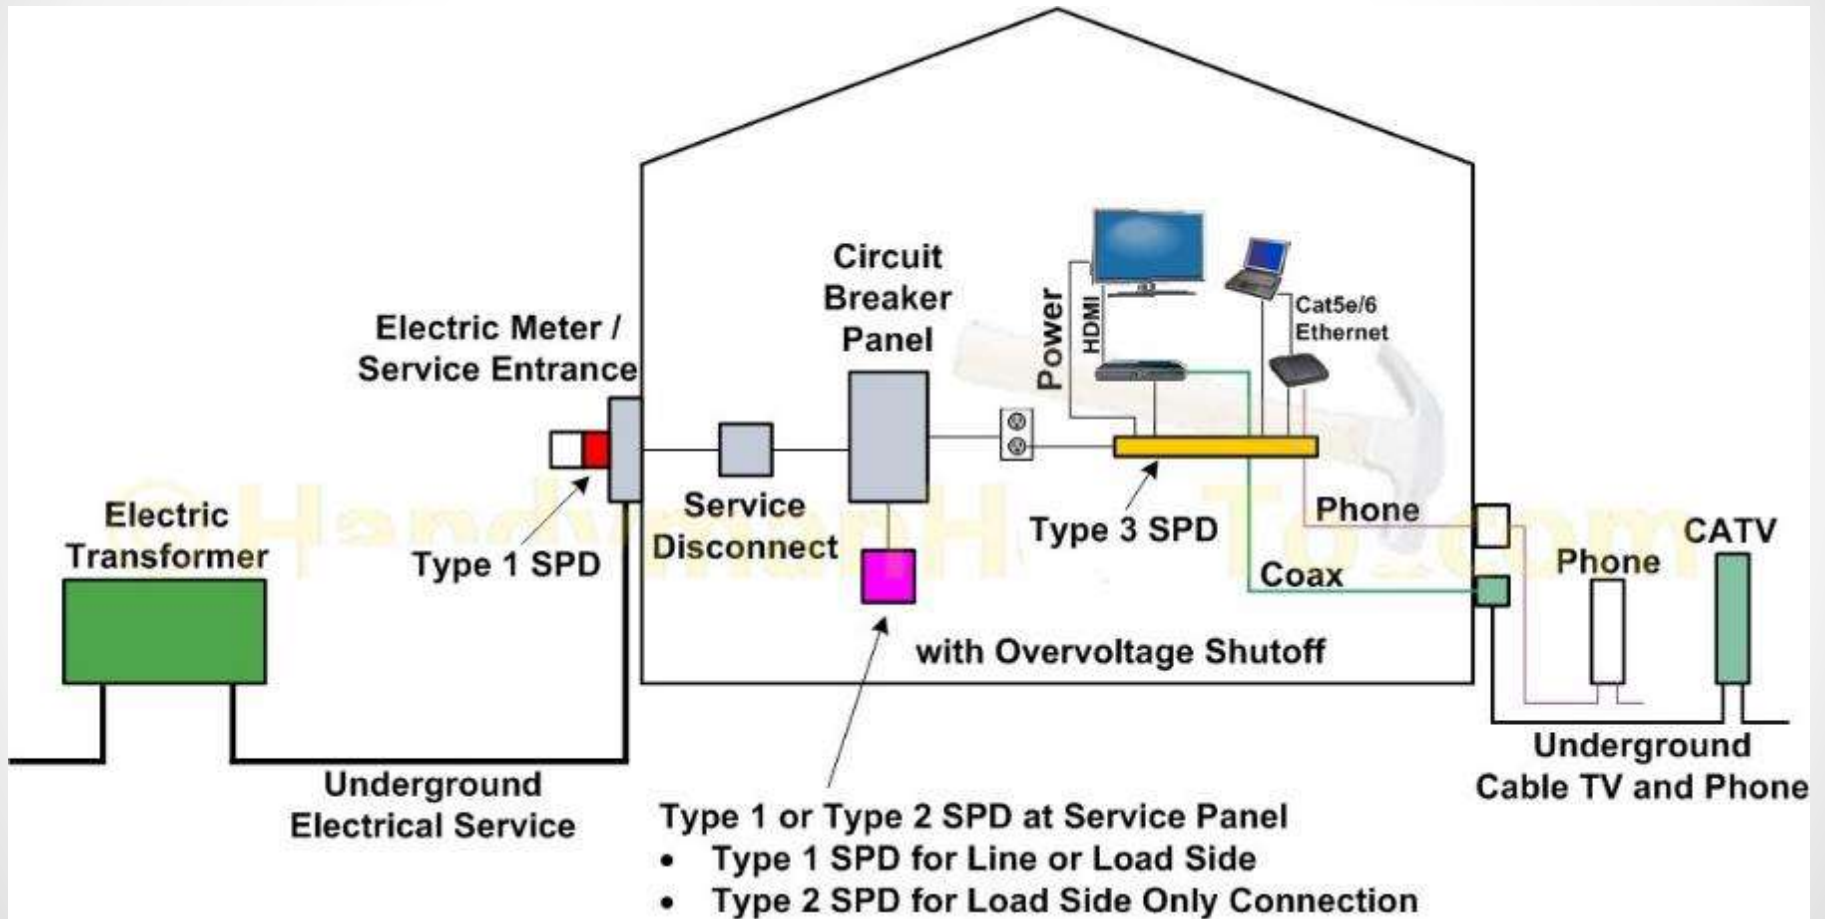 Circuit
Breaker
Panel
Electric Meter /
Service Entrance
Power
HDMI
Cat5e/6
Ethernet
Electric
Transformer
Type 1 SPD
Service
Disconnect
Type 3 SPD
Phone
Coax
Phone
CATV
with Overvoltage Shutoff
Underground
Electrical Service
Underground
Cable TV and Phone
Type 1 or Type 2 SPD at Service Panel
• Type 1 SPD for Line or Load Side
• Type 2 SPD for Load Side Only Connection